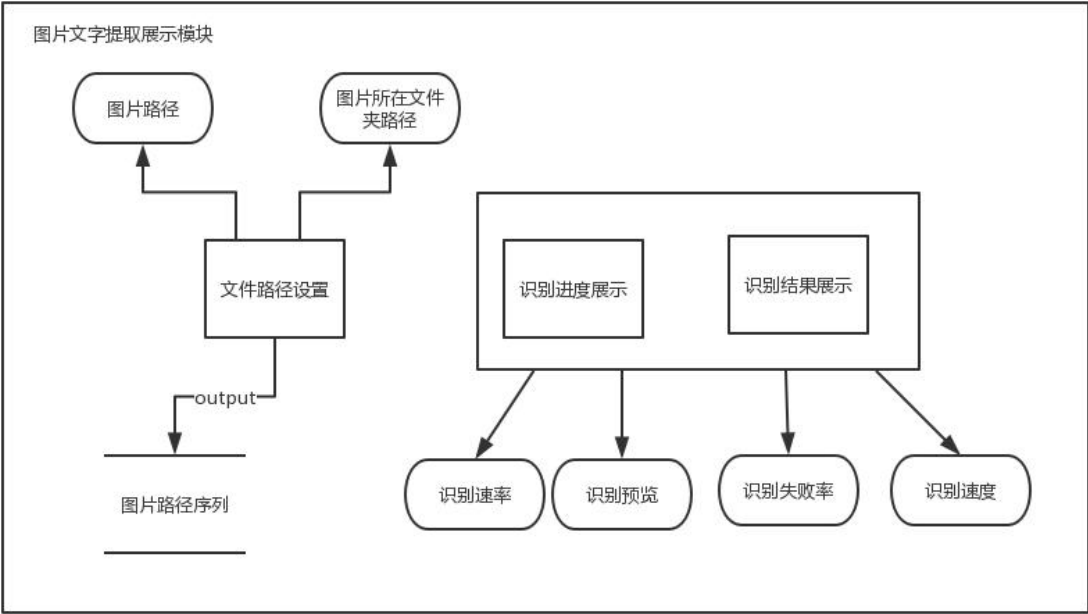 图片文字提取展示模块
图片路径
图片所在文件
夹路径
文件路径设置
识别进度展示
识别结果展示
output
图片路径序列
识别速率
识别预览
识别失败率
识别速度